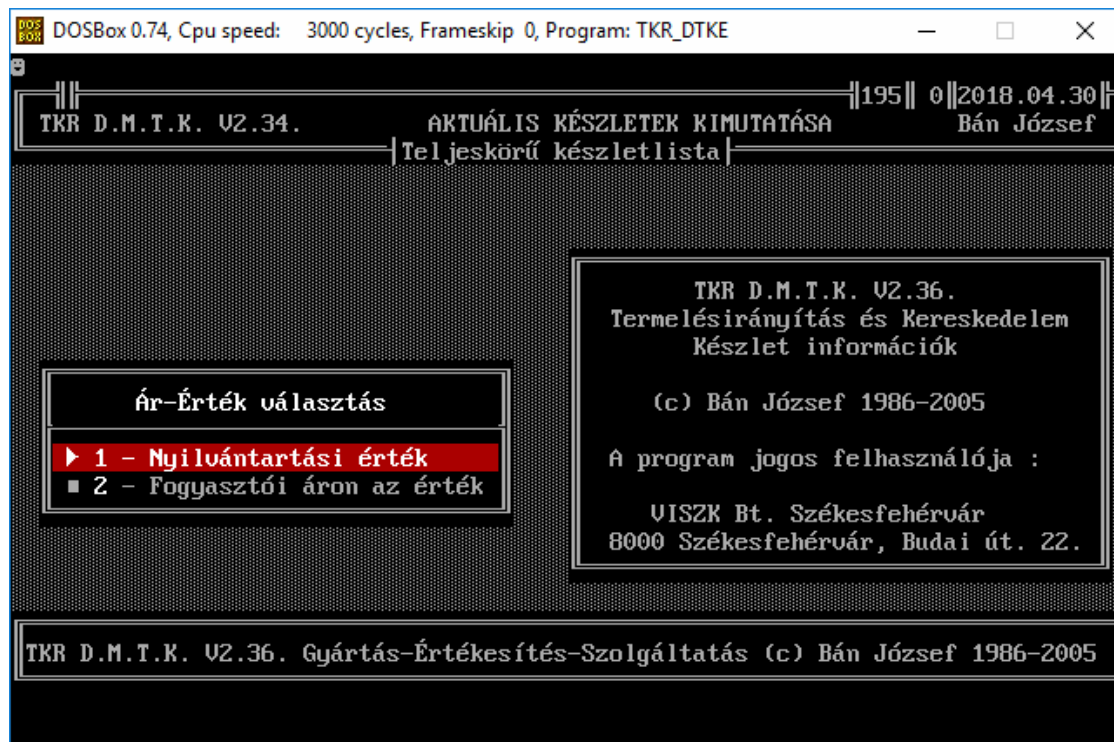 DOSBox 0.74, Cpu speed: 3000 cycles, Frameskip 0, Program: TKR_DTKE
195 0 2018.04.30
TKR D.M.T.K. V2.34. AKTUÁLIS KÉSZLETEK KIMUTATÁSA Bán József
Teljeskörű készletlista
TKR D.M.T.K. V2.36.
Termelésirányítás és Kereskedelem
Készlet információk
(c) Bán József 1986-2005
A program jogos felhasználója :
VISZK Bt. Székesfehérvár
8000 Székesfehérvár, Budai út. 22.
Ár-Érték választás
1 - Nyilvántartási érték
2 - Fogyasztói áron az érték
TKR D.M.T.K. V2.36. Gyártás-Értékesítés-Szolgáltatás (c) Bán József 1986-2005